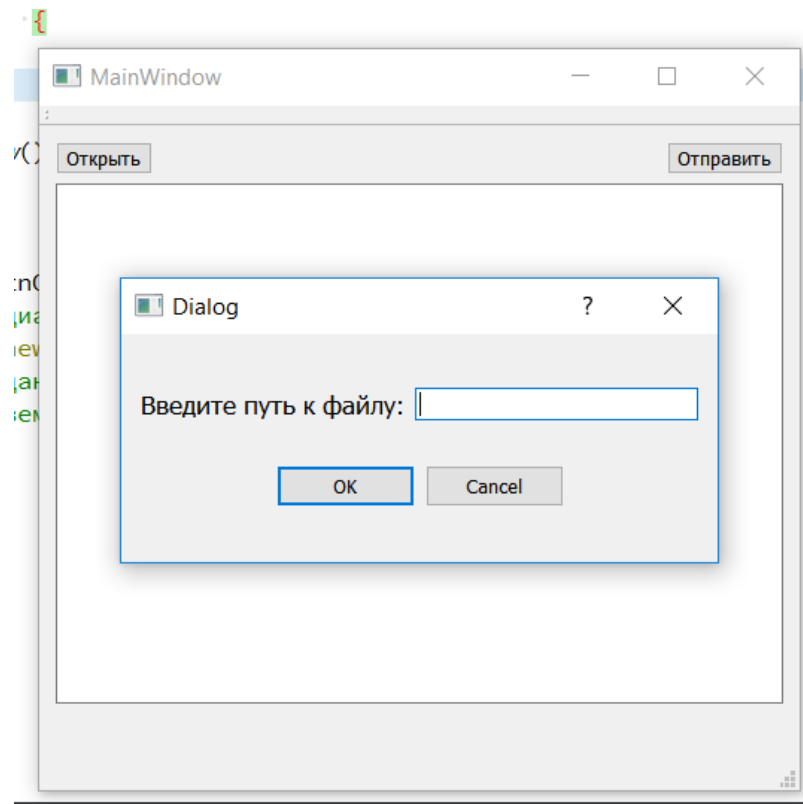 {
MainWindow
Открыть
Отправить
Dialog
?
Введите путь к файлу:
OK
Cancel